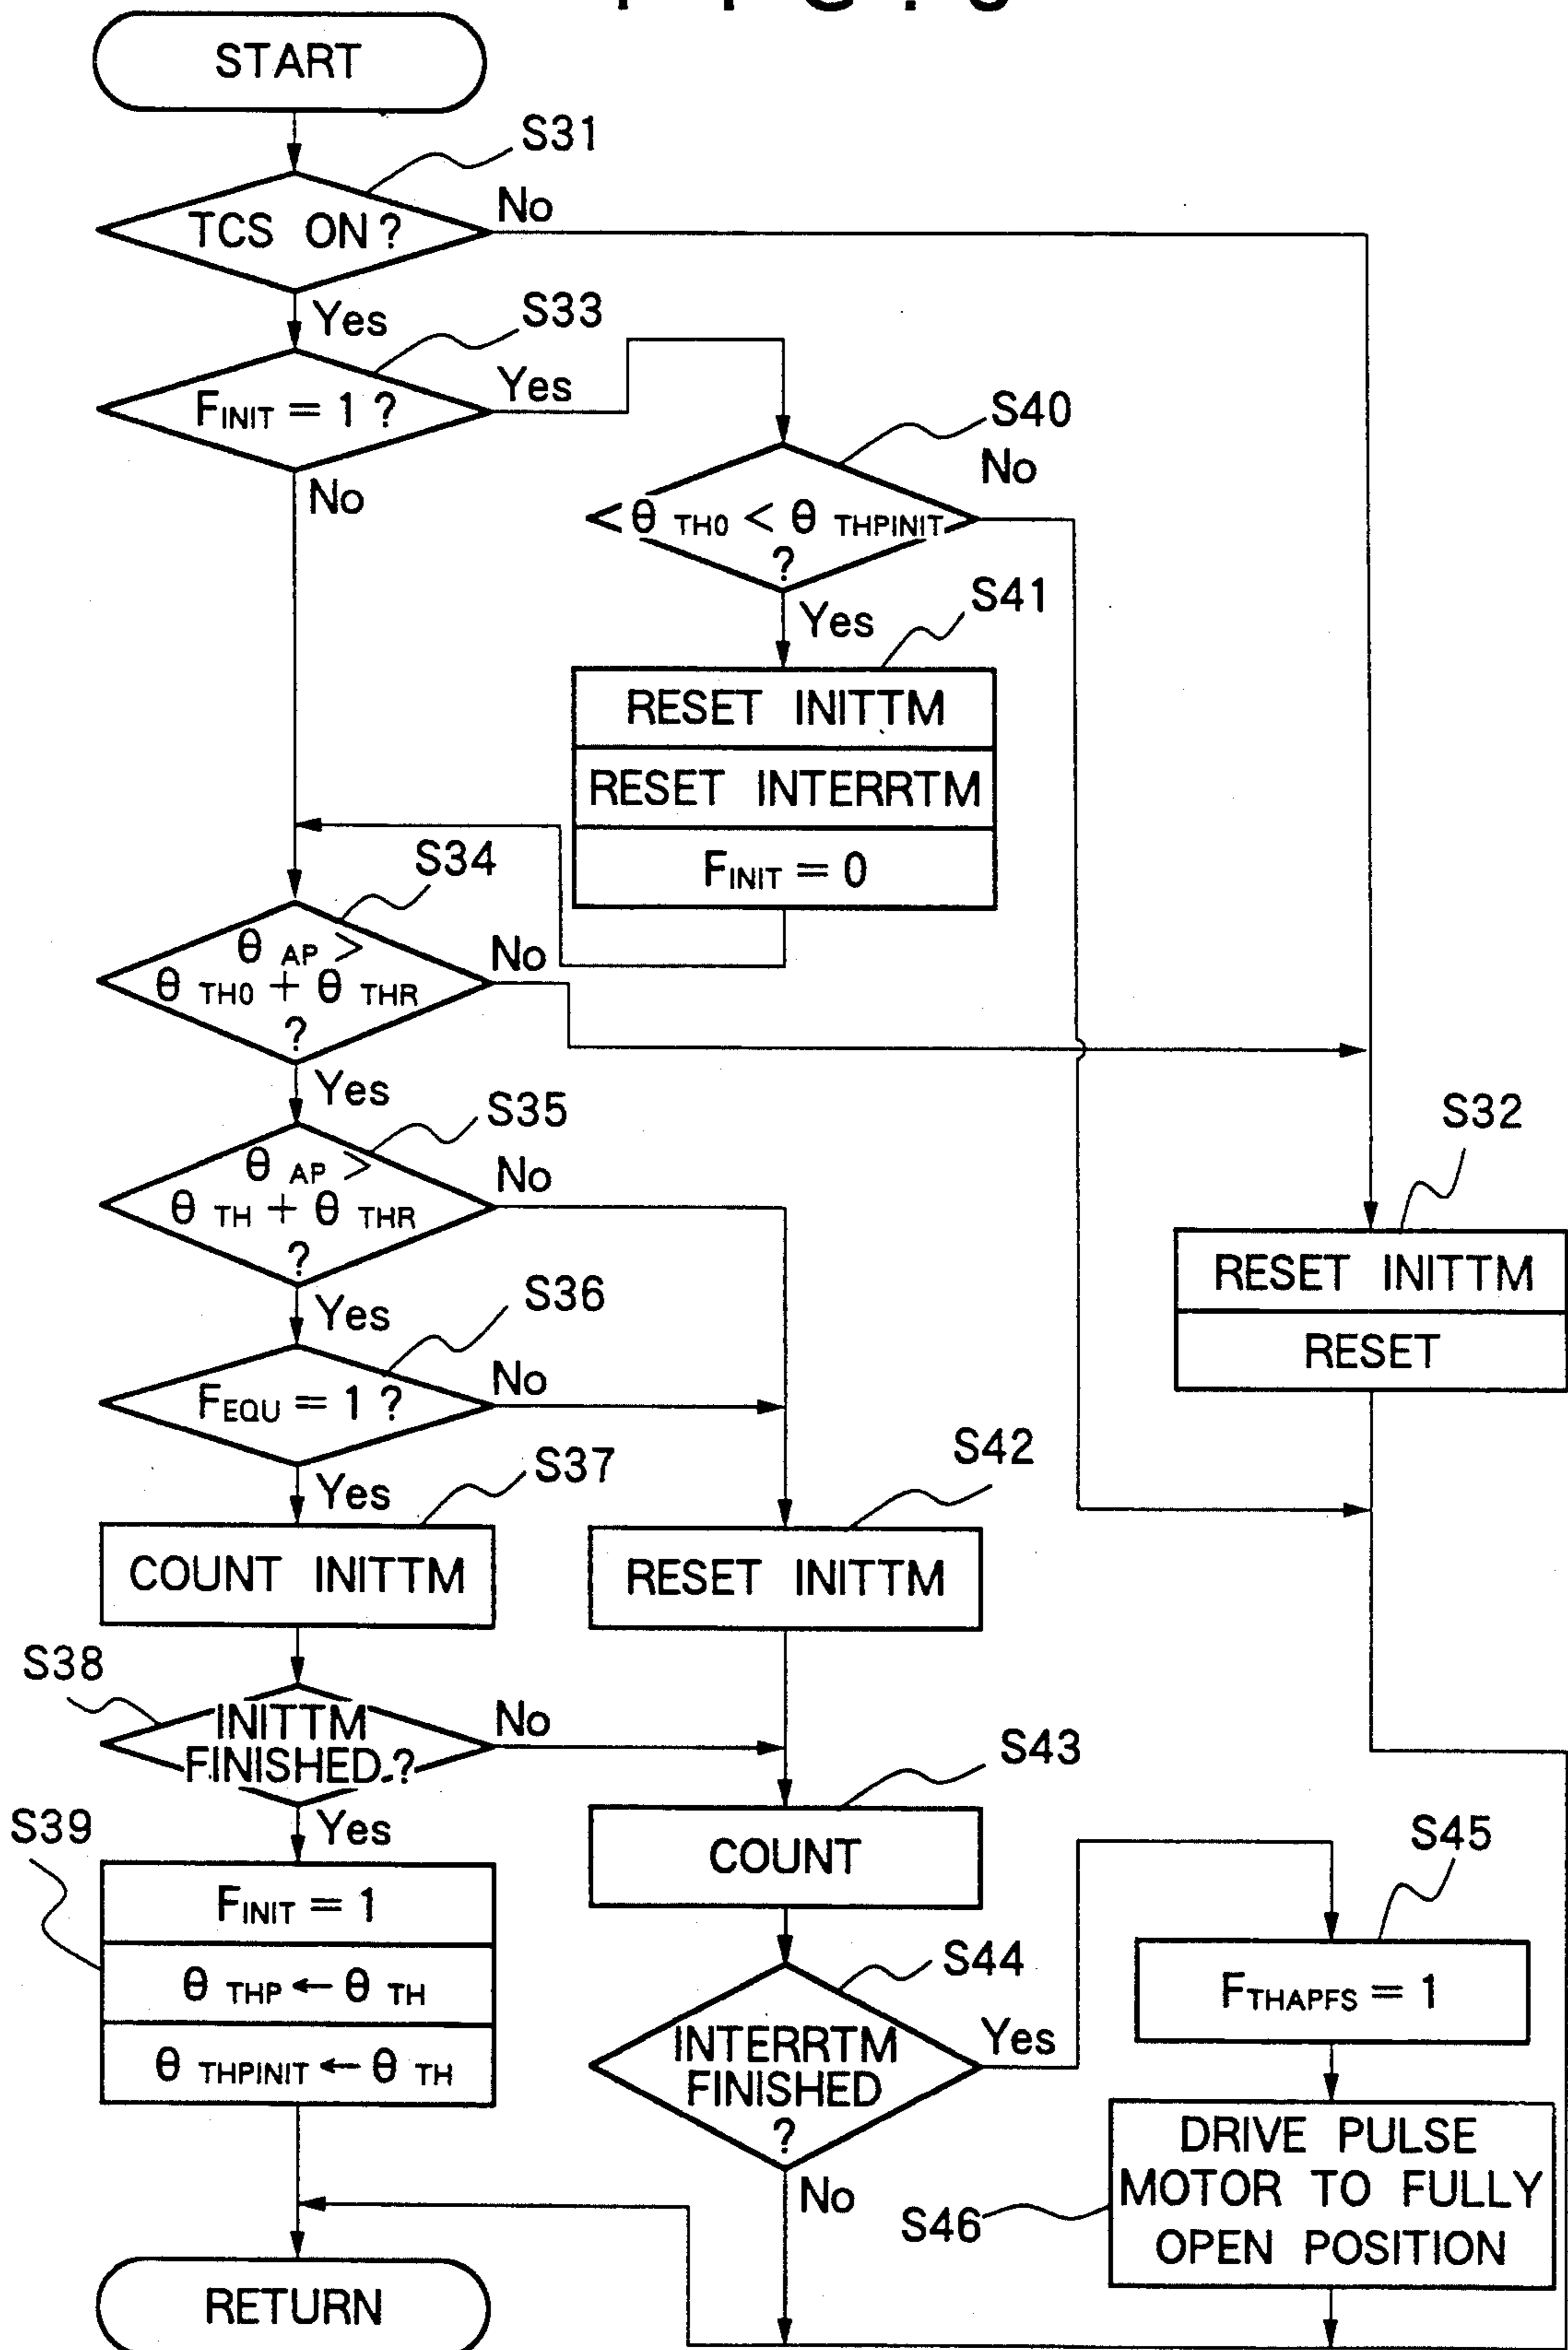 START
S31
TCS ON?
No
Yes
S33
FINIT = 1 ?
Yes
No
S40
No
< θ TH0 < θ THPINIT
?
Yes
S41
RESET INITTM
RESET INTERRTM
FINIT = 0
S34
θ AP >
θ TH0 + θ THR
?
No
Yes
S35
θ AP >
θ TH + θ THR
?
No
Yes
S32
RESET INITTM
RESET
S36
FEQU = 1 ?
No
Yes
S37
COUNT INITTM
S42
RESET INITTM
S38
INITTM
FINISHED.?
No
Yes
S43
COUNT
S39
FINIT = 1
θ THP ← θ TH
θ THPINIT ← θ TH
S44
INTERRTM
FINISHED
?
Yes
No
S45
FTHAPFS = 1
S46
DRIVE PULSE
MOTOR TO FULLY
OPEN POSITION
RETURN